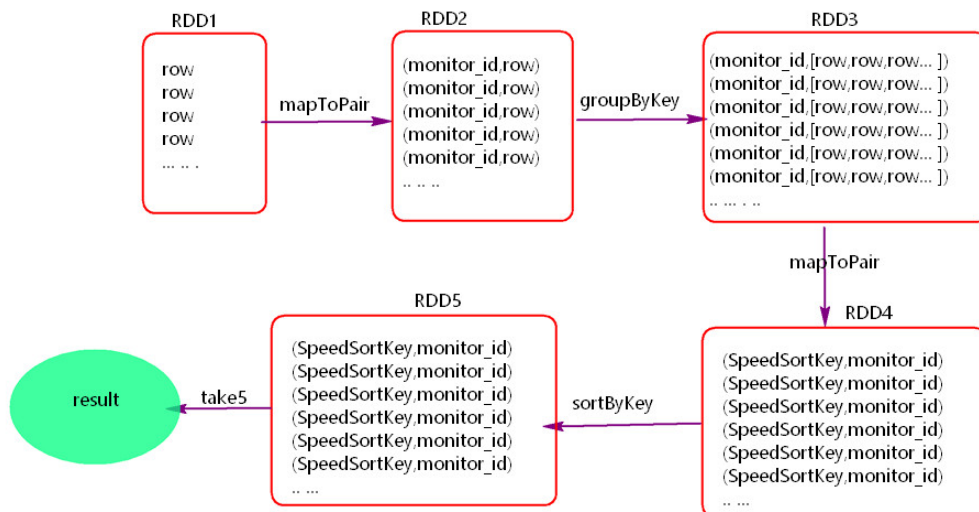 RDD1
row
row
row
row
... .. .
mapToPair
RDD2
(monitor_id,row)
(monitor_id,row)
(monitor_id,row)
(monitor_id,row)
(monitor_id,row)
.. .. ..
groupByKey
RDD3
(monitor_id,[row,row,row... ])
(monitor_id,[row,row,row... ])
(monitor_id,[row,row,row... ])
(monitor_id,[row,row,row... ])
(monitor_id,[row,row,row... ])
(monitor_id,[row,row,row... ])
.. ... . ..
mapToPair
RDD4
(SpeedSortKey,monitor_id)
(SpeedSortKey,monitor_id)
(SpeedSortKey,monitor_id)
(SpeedSortKey,monitor_id)
(SpeedSortKey,monitor_id)
(SpeedSortKey,monitor_id)
.. ...
sortByKey
RDD5
(SpeedSortKey,monitor_id)
(SpeedSortKey,monitor_id)
(SpeedSortKey,monitor_id)
(SpeedSortKey,monitor_id)
(SpeedSortKey,monitor_id)
(SpeedSortKey,monitor_id)
.. ...
take5
result